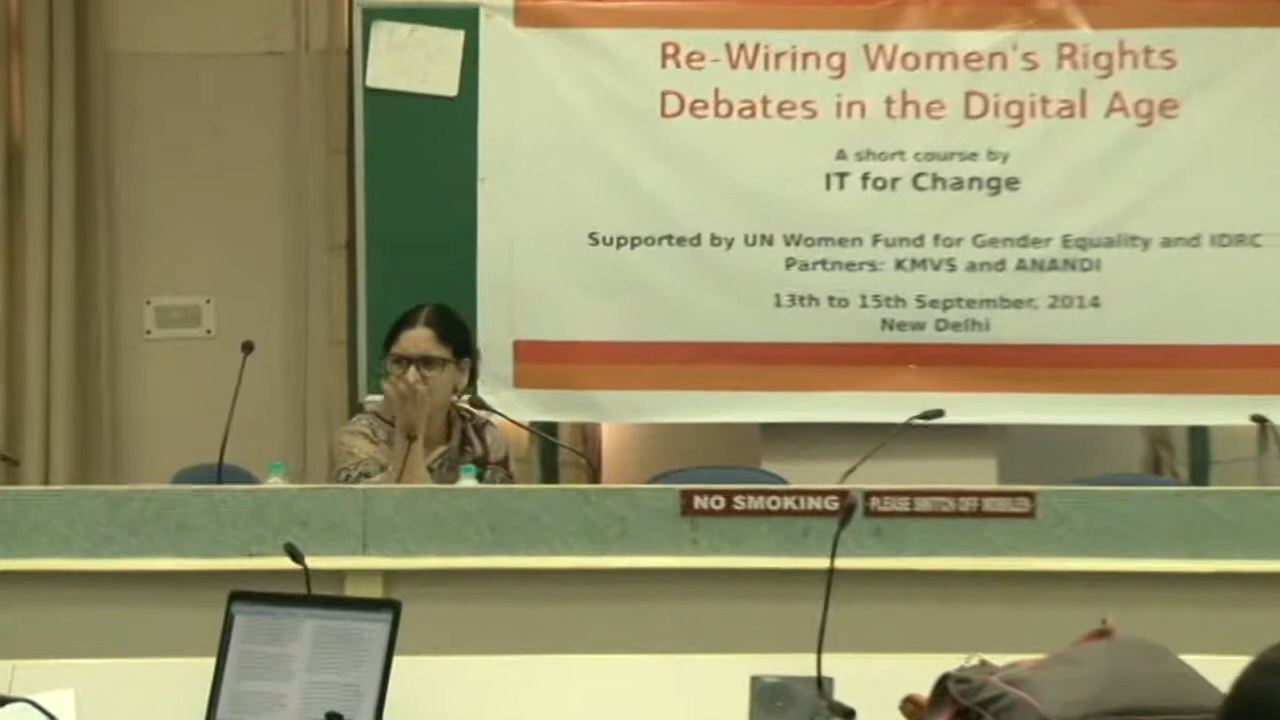 Re-Wiring Women's Rights
Debates in the Digital Age
A short course by
IT for Change
Supported by UN Women Fund for Gender Equality and IDRC
Partners: KMVS and ANANDI
13th to 15th September, 2014
New Delhi
NO SMOKING
PLEASE SWITCH OFF MOBILES